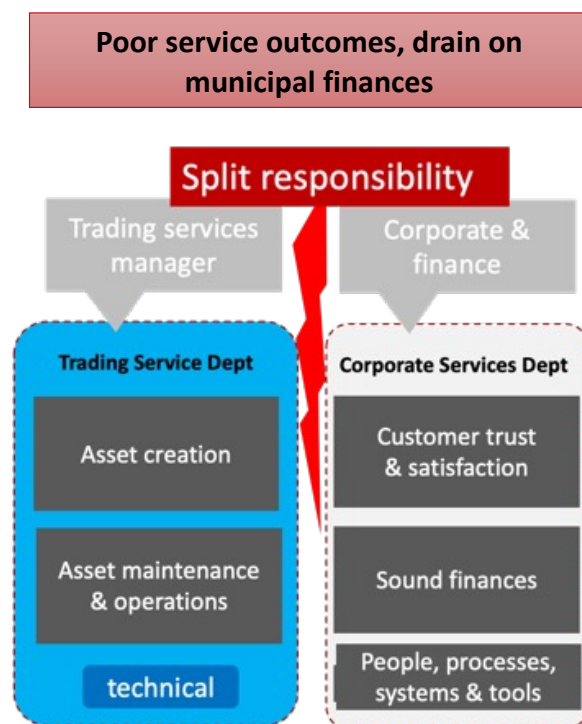 Poor service outcomes, drain on
municipal finances
Split responsibility
Trading services
manager
Corporate &
finance
Trading Service Dept
Asset creation
Asset maintenance
& operations
technical
Corporate Services Dept
Customer trust
& satisfaction
Sound finances
People, processes,
systems & tools